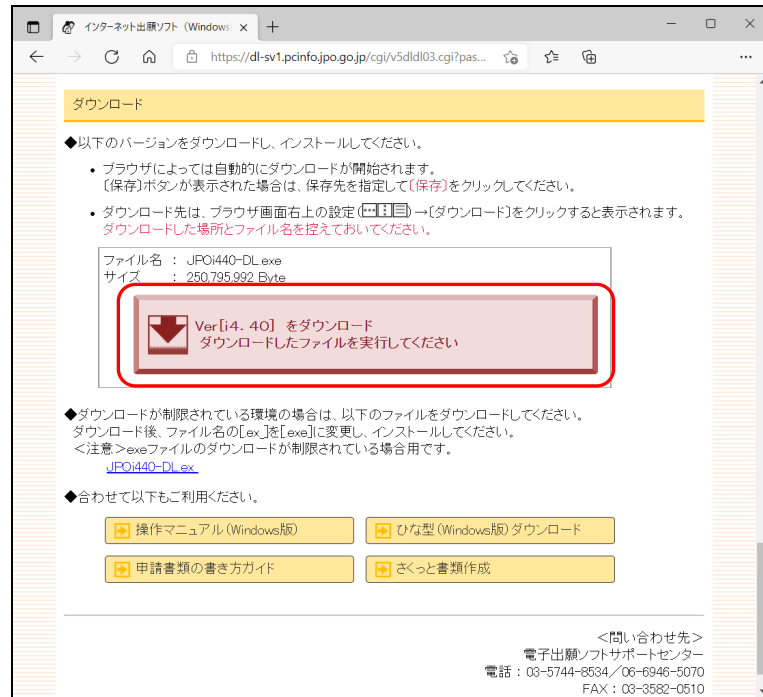 インターネット出願ソフト (Windows
https://dl-sv1.pcinfo.jpo.go.jp/cgi/v5dldl03.cgi?pas...
ダウンロード
◆以下のバージョンをダウンロードし、インストールしてください。
• ブラウザによっては自動的にダウンロードが開始されます。
〔保存〕ボタンが表示された場合は、保存先を指定して〔保存〕をクリックしてください。
• ダウンロード先は、ブラウザ画面右上の設定(…⋮☰)→〔ダウンロード〕をクリックすると表示されます。
ダウンロードした場所とファイル名を控えておいてください。
ファイル名 : JPOi440-DL.exe
サイズ : 250,795,992 Byte
Ver[i4.40] をダウンロード
ダウンロードしたファイルを実行してください
◆ダウンロードが制限されている環境の場合は、以下のファイルをダウンロードしてください。
ダウンロード後、ファイル名の[ex_]を[exe]に変更し、インストールしてください。
<注意>exeファイルのダウンロードが制限されている場合用です。
JPOi440-DL.ex_
◆合わせて以下もご利用ください。
操作マニュアル(Windows版)
ひな型(Windows版)ダウンロード
申請書類の書き方ガイド
さくっと書類作成
<問い合わせ先>
電子出願ソフトサポートセンター
電話:03-5744-8534/06-6946-5070
FAX:03-3582-0510